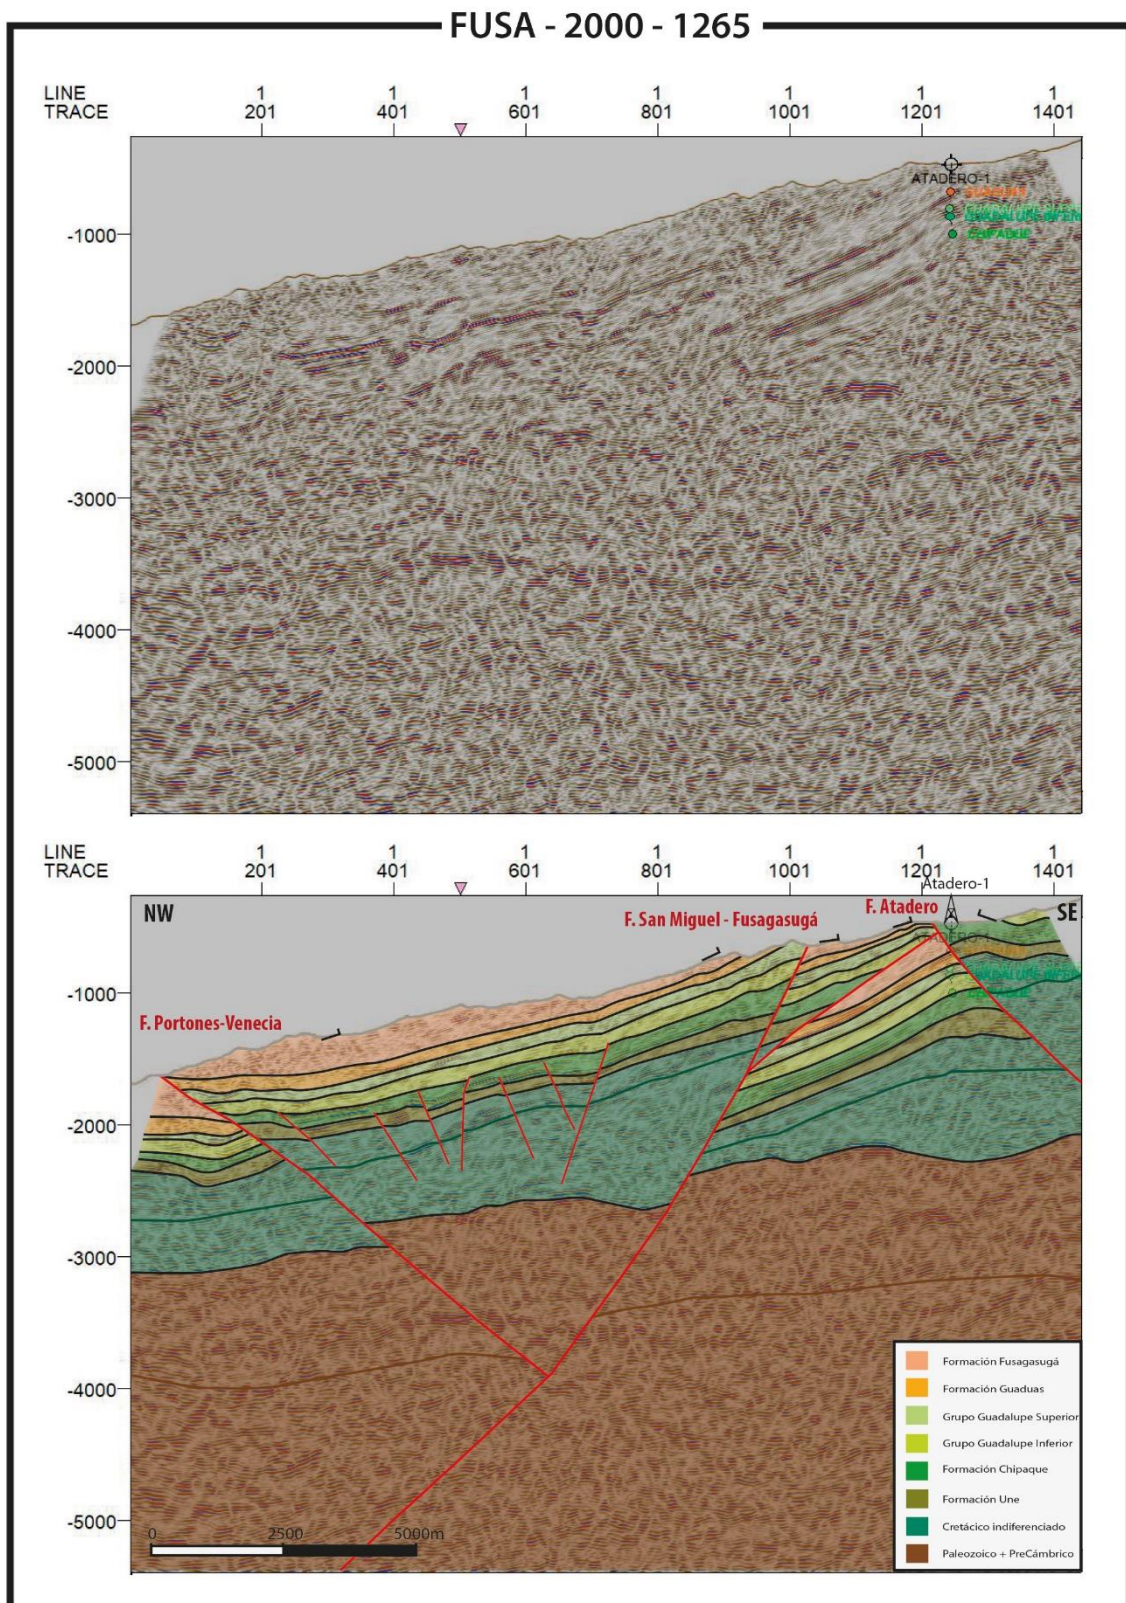 FUSA - 2000 - 1265
LINE 1 1 1 1 1 1 1
TRACE 201 401 601 801 1001 1201 1401
ATADERO-1
-1000
CHIPAQUE
-2000
-3000
-4000
-5000
LINE 1 1 1 1 1 1 1
TRACE 201 401 601 801 1001 1201 1401
Atadero-1
NW
F. San Miguel - Fusagasugá
F. Atadero
SE
-1000
F. Portones-Venecia
-2000
-3000
-4000
-5000
0 2500 5000m
Formación Fusagasugá
Formación Guaduas
Grupo Guadalupe Superior
Grupo Guadalupe Inferior
Formación Chipaque
Formación Une
Cretácico indiferenciado
Paleozoico + PreCámbrico